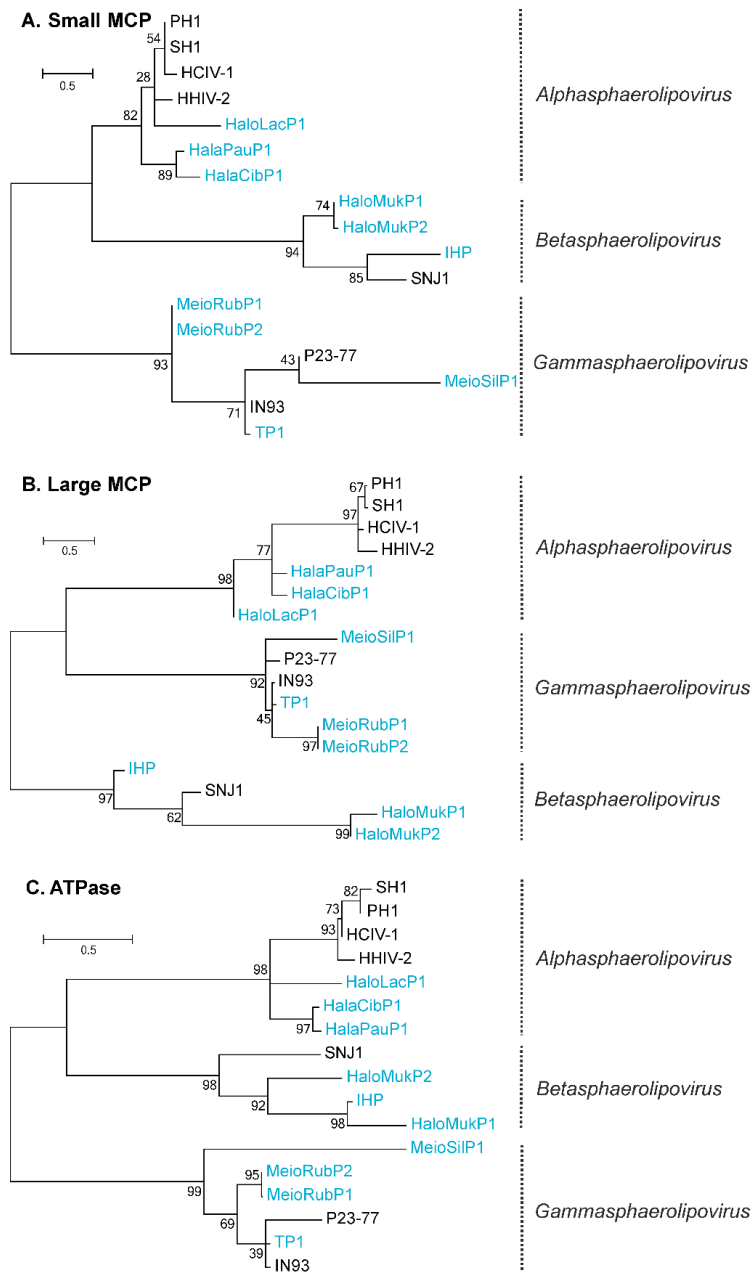 A. Small MCP
PH1
54
SH1
HCIV-1
0.5
28
HHIV-2
Alphasphaerolipovirus
82
HaloLacP1
HalaPauP1
89
HalaCibP1
74
HaloMukP1
HaloMukP2
Betasphaerolipovirus
94
IHP
85
SNJ1
MeioRubP1
MeioRubP2
93
43
P23-77
Gammasphaerolipovirus
MeioSilP1
71
IN93
TP1
B. Large MCP
67
PH1
SH1
97
HCIV-1
0.5
HHIV-2
Alphasphaerolipovirus
77
HalaPauP1
98
HalaCibP1
HaloLacP1
MeioSilP1
P23-77
92
IN93
Gammasphaerolipovirus
TP1
45
MeioRubP1
97
MeioRubP2
IHP
97
SNJ1
Betasphaerolipovirus
62
HaloMukP1
99
HaloMukP2
C. ATPase
82
SH1
73
PH1
93
HCIV-1
0.5
HHIV-2
Alphasphaerolipovirus
98
HaloLacP1
HalaCibP1
97
HalaPauP1
SNJ1
98
HaloMukP2
Betasphaerolipovirus
92
IHP
98
HaloMukP1
MeioSilP1
99
95
MeioRubP2
MeioRubP1
Gammasphaerolipovirus
69
P23-77
TP1
39
IN93